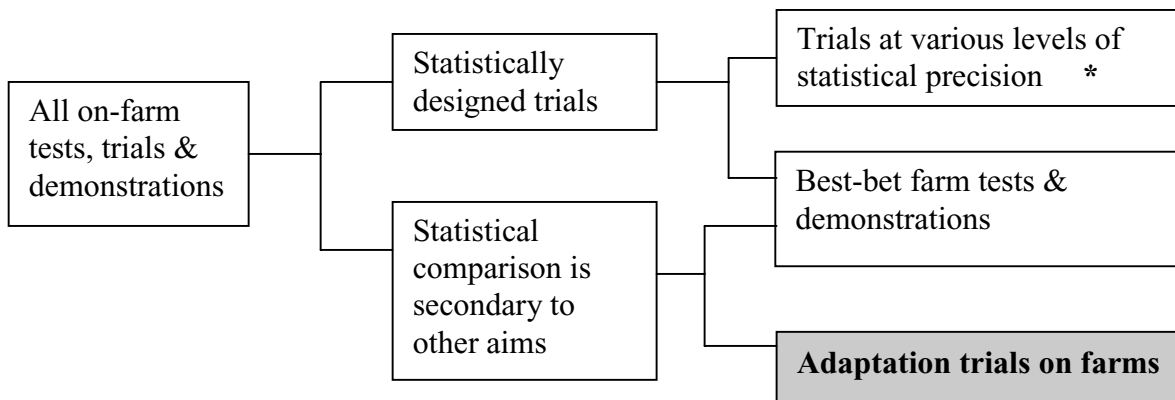 All on-farm
tests, trials &
demonstrations
Statistically
designed trials
Statistical
comparison is
secondary to
other aims
Trials at various levels of
statistical precision *
Best-bet farm tests &
demonstrations
Adaptation trials on farms